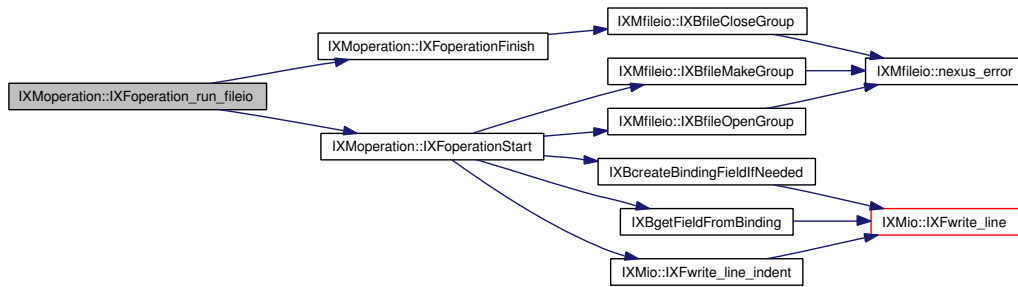 IXMoperation::IXFoperation_run_fileio
IXMoperation::IXFoperationFinish
IXMoperation::IXFoperationStart
IXMfileio::IXBfileCloseGroup
IXMfileio::IXBfileMakeGroup
IXMfileio::IXBfileOpenGroup
IXBcreateBindingFieldIfNeeded
IXBgetFieldFromBinding
IXMio::IXFwrite_line_indent
IXMfileio::nexus_error
IXMio::IXFwrite_line